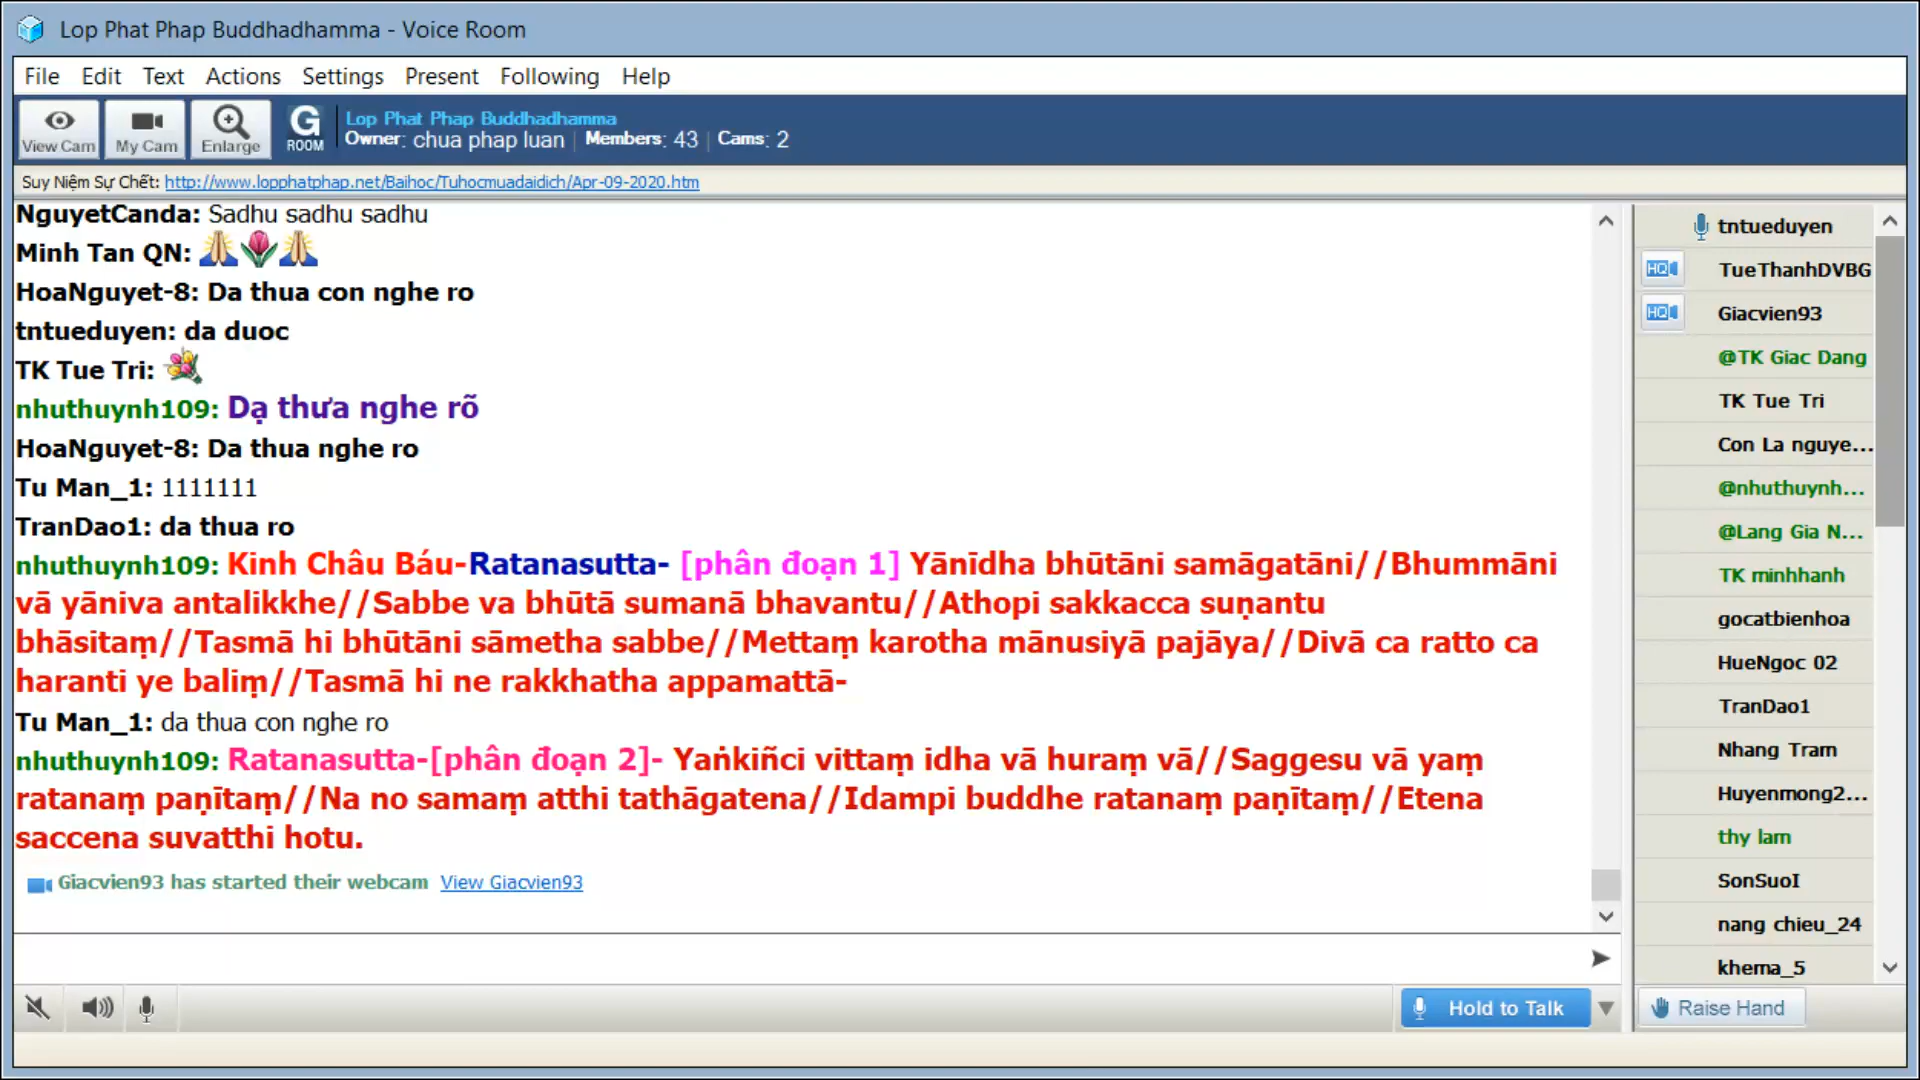 Lop Phat Phap Buddhadhamma - Voice Room
File Edit Text Actions Settings Present Following Help
View Cam My Cam Enlarge G ROOM
Lop Phat Phap Buddhadhamma
Owner: chua phap luan | Members: 43 | Cams: 2
Suy Niệm Sự Chết: http://www.lopphatphap.net/Baihoc/Tuhocmuadaidich/Apr-09-2020.htm
NguyetCanda: Sadhu sadhu sadhu
Minh Tan QN: 🙏🌷🙏
HoaNguyet-8: Da thua con nghe ro
tntueduyen: da duoc
TK Tue Tri: 💐
nhuthuynh109: Dạ thưa nghe rõ
HoaNguyet-8: Da thua nghe ro
Tu Man_1: 1111111
TranDao1: da thua ro
nhuthuynh109: Kinh Châu Báu-Ratanasutta- [phân đoạn 1] Yānīdha bhūtāni samāgatāni//Bhummāni
vā yāniva antalikkhe//Sabbe va bhūtā sumanā bhavantu//Athopi sakkacca suṇantu
bhāsitaṃ//Tasmā hi bhūtāni sāmetha sabbe//Mettaṃ karotha mānusiyā pajāya//Divā ca ratto ca
haranti ye baliṃ//Tasmā hi ne rakkhatha appamattā-
Tu Man_1: da thua con nghe ro
nhuthuynh109: Ratanasutta-[phân đoạn 2]- Yaṅkiñci vittaṃ idha vā huraṃ vā//Saggesu vā yaṃ
ratanaṃ paṇītaṃ//Na no samaṃ atthi tathāgatena//Idampi buddhe ratanaṃ paṇītaṃ//Etena
saccena suvatthi hotu.
Giacvien93 has started their webcam View Giacvien93
Hold to Talk
tntueduyen
HQ TueThanhDVBG
HQ Giacvien93
@TK Giac Dang
TK Tue Tri
Con La nguye...
@nhuthuynh...
@Lang Gia N...
TK minhhanh
gocatbienhoa
HueNgoc 02
TranDao1
Nhang Tram
Huyenmong2...
thy lam
SonSuoI
nang chieu_24
khema_5
Raise Hand